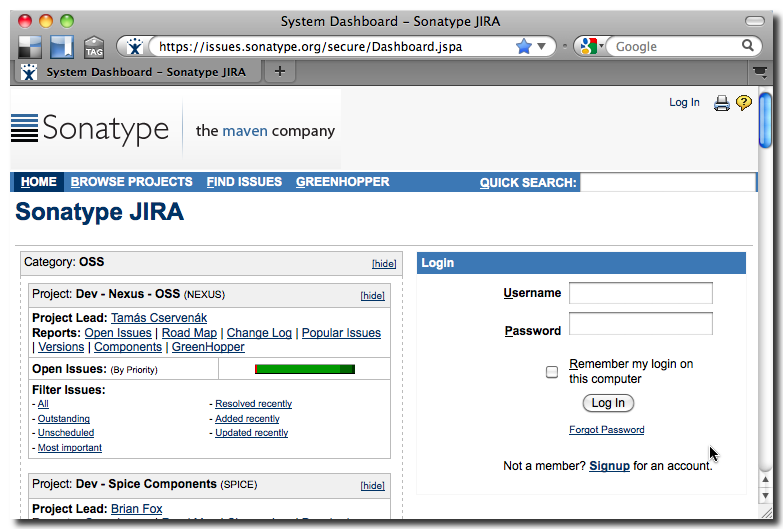 System Dashboard – Sonatype JIRA
TAG
https://issues.sonatype.org/secure/Dashboard.jspa
Google
System Dashboard – Sonatype JIRA
+
Log In
?
Sonatype
the maven company
HOME BROWSE PROJECTS FIND ISSUES GREENHOPPER QUICK SEARCH:
Sonatype JIRA
Category: OSS [hide]
Project: Dev - Nexus - OSS (NEXUS) [hide]
Project Lead: Tamás Cservenák
Reports: Open Issues | Road Map | Change Log | Popular Issues
| Versions | Components | GreenHopper
Open Issues: (By Priority)
Filter Issues:
- All - Resolved recently
- Outstanding - Added recently
- Unscheduled - Updated recently
- Most important
Project: Dev - Spice Components (SPICE) [hide]
Project Lead: Brian Fox
Login
Username
Password
Remember my login on
this computer
Log In
Forgot Password
Not a member? Signup for an account.